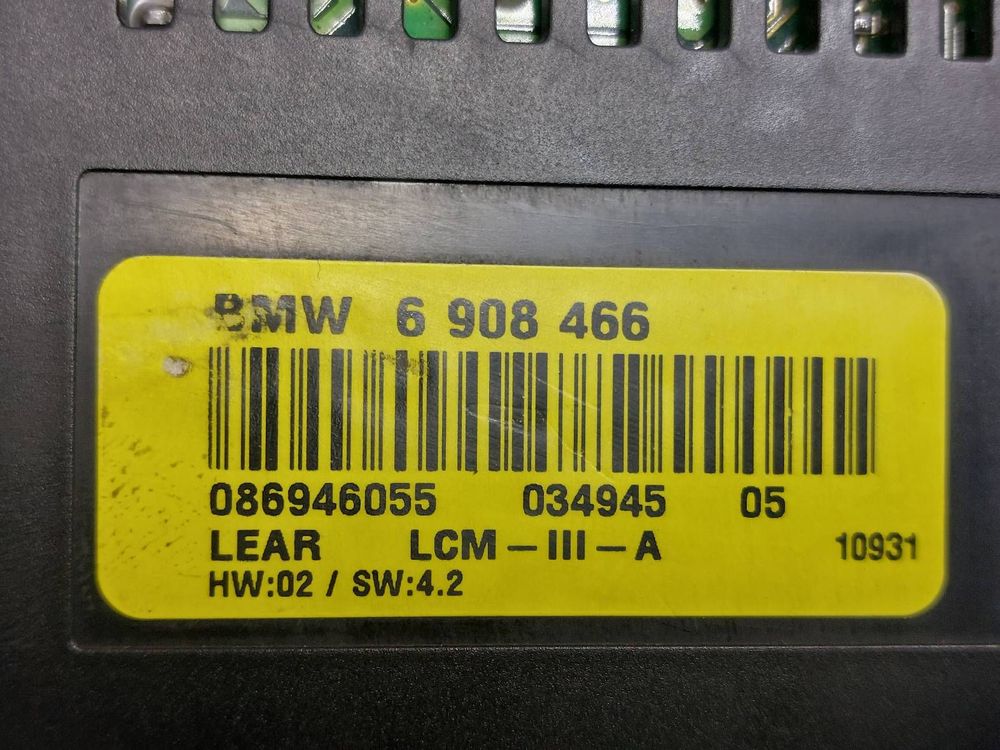 BMW 6 908 466
086946055 034945 05
LEAR LCM-III-A 10931
HW:02 / SW:4.2